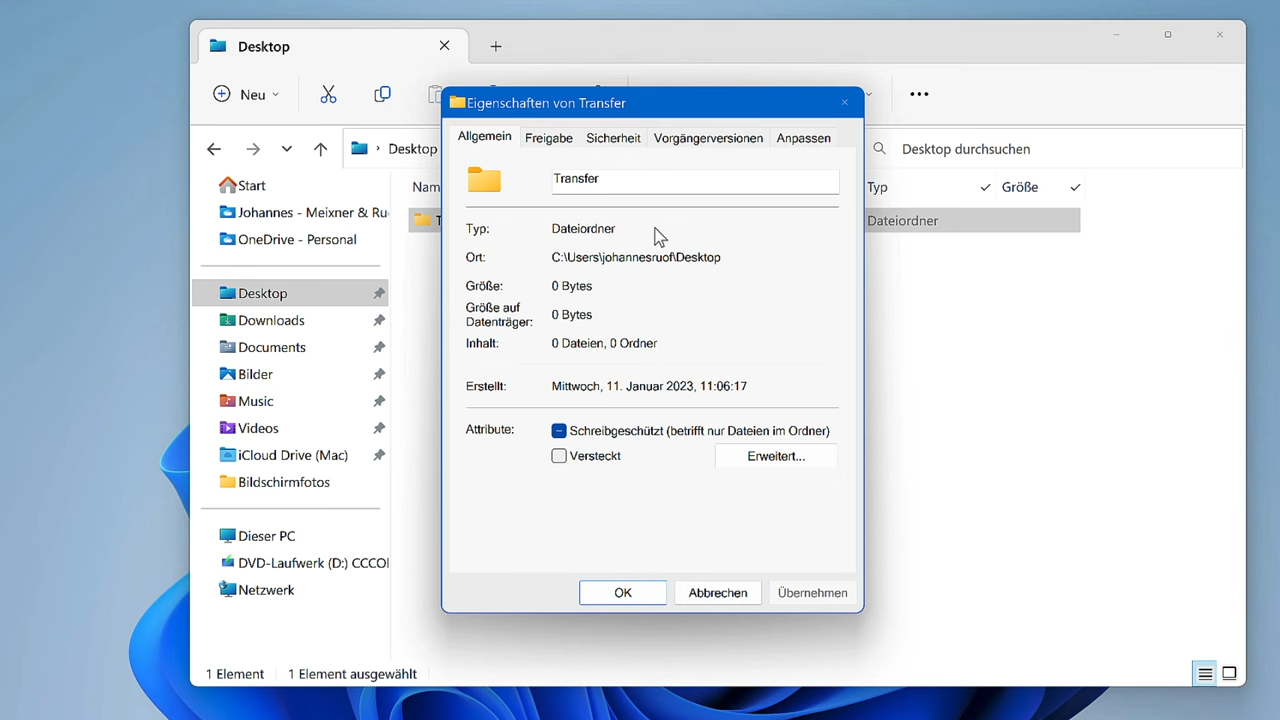 Desktop
Neu
Desktop
Desktop durchsuchen
Start
Johannes - Meixner & Ru
OneDrive - Personal
Desktop
Downloads
Documents
Bilder
Music
Videos
iCloud Drive (Mac)
Bildschirmfotos
Dieser PC
DVD-Laufwerk (D:) CCCO
Netzwerk
Nam
Typ
Größe
T
Dateiordner
Eigenschaften von Transfer
Allgemein
Freigabe
Sicherheit
Vorgängerversionen
Anpassen
Transfer
Typ:
Dateiordner
Ort:
C:\Users\johannesruof\Desktop
Größe:
0 Bytes
Größe auf
Datenträger:
0 Bytes
Inhalt:
0 Dateien, 0 Ordner
Erstellt:
Mittwoch, 11. Januar 2023, 11:06:17
Attribute:
Schreibgeschützt (betrifft nur Dateien im Ordner)
Versteckt
Erweitert...
OK
Abbrechen
Übernehmen
1 Element
1 Element ausgewählt